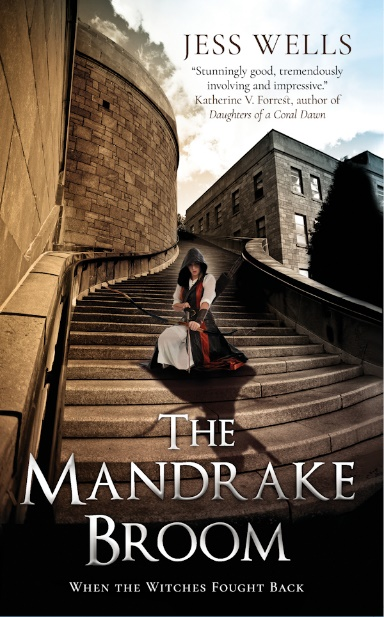 JESS WELLS
“Stunningly good, tremendously
involving and impressive.”
Katherine V. Forrest, author of
Daughters of a Coral Dawn
THE
MANDRAKE
BROOM
WHEN THE WITCHES FOUGHT BACK